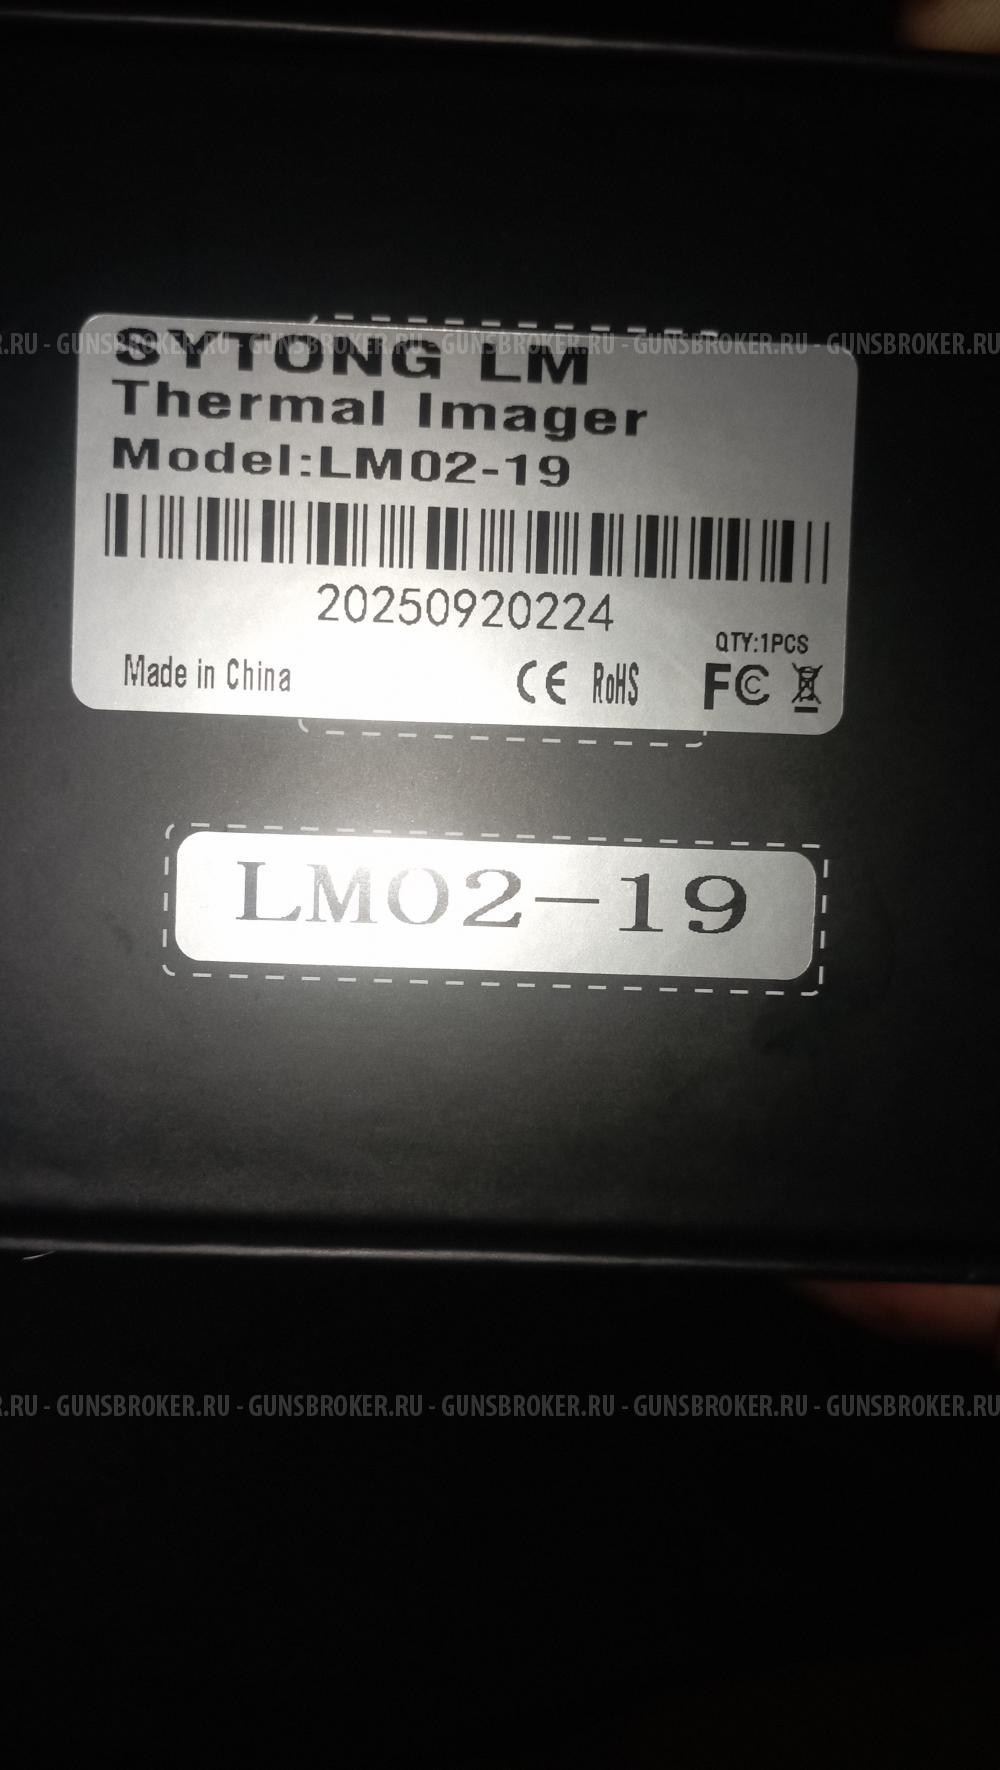 .RU - GUNSBROKER.RU - GUNSBROKER.RU - GUNSBROKER.RU - GUNSBROKER.RU - GUNSBROKER.RU
SYTONG LM
Thermal Imager
Model:LM02-19
20250920224
QTY:1PCS
Made in China
CE RoHS FC
LM02-19
.RU - GUNSBROKER.RU - GUNSBROKER.RU - GUNSBROKER.RU - GUNSBROKER.RU - GUNSBROKER.RU